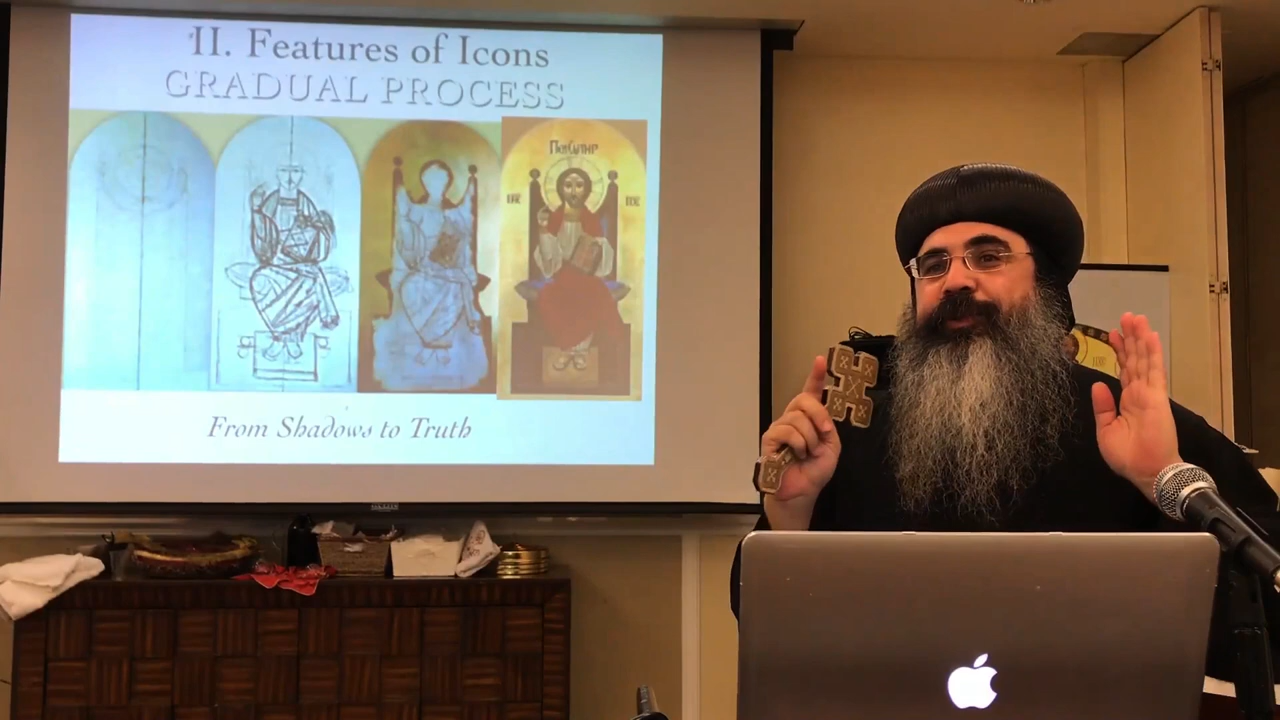 II. Features of Icons
GRADUAL PROCESS
From Shadows to Truth